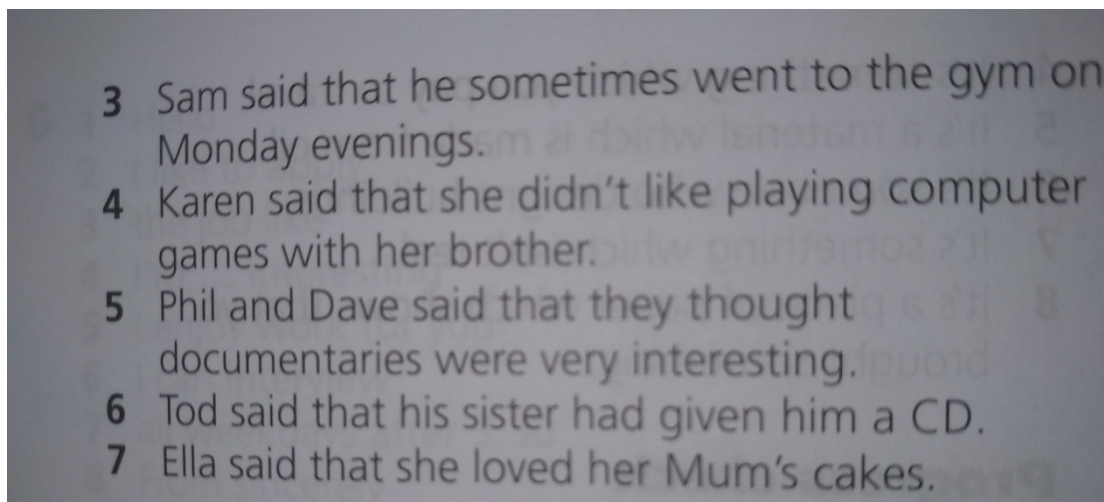 3 Sam said that he sometimes went to the gym on
Monday evenings.
4 Karen said that she didn't like playing computer
games with her brother.
5 Phil and Dave said that they thought
documentaries were very interesting.
6 Tod said that his sister had given him a CD.
7 Ella said that she loved her Mum's cakes.